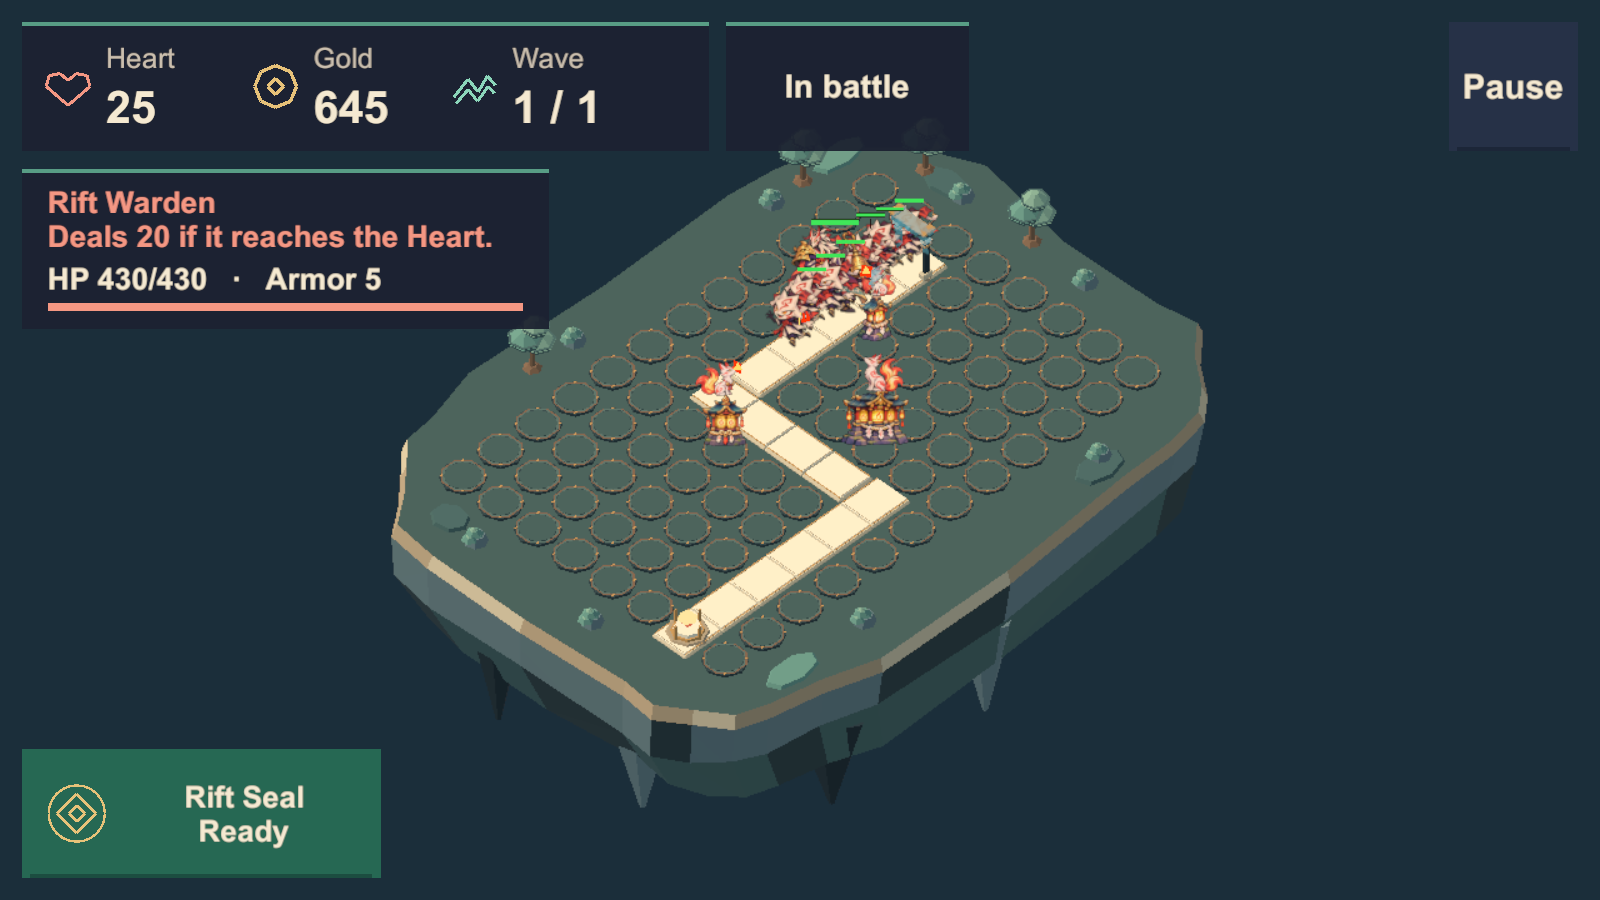 Heart
25
Gold
645
Wave
1 / 1
In battle
Pause
Rift Warden
Deals 20 if it reaches the Heart.
HP 430/430 · Armor 5
Rift Seal
Ready